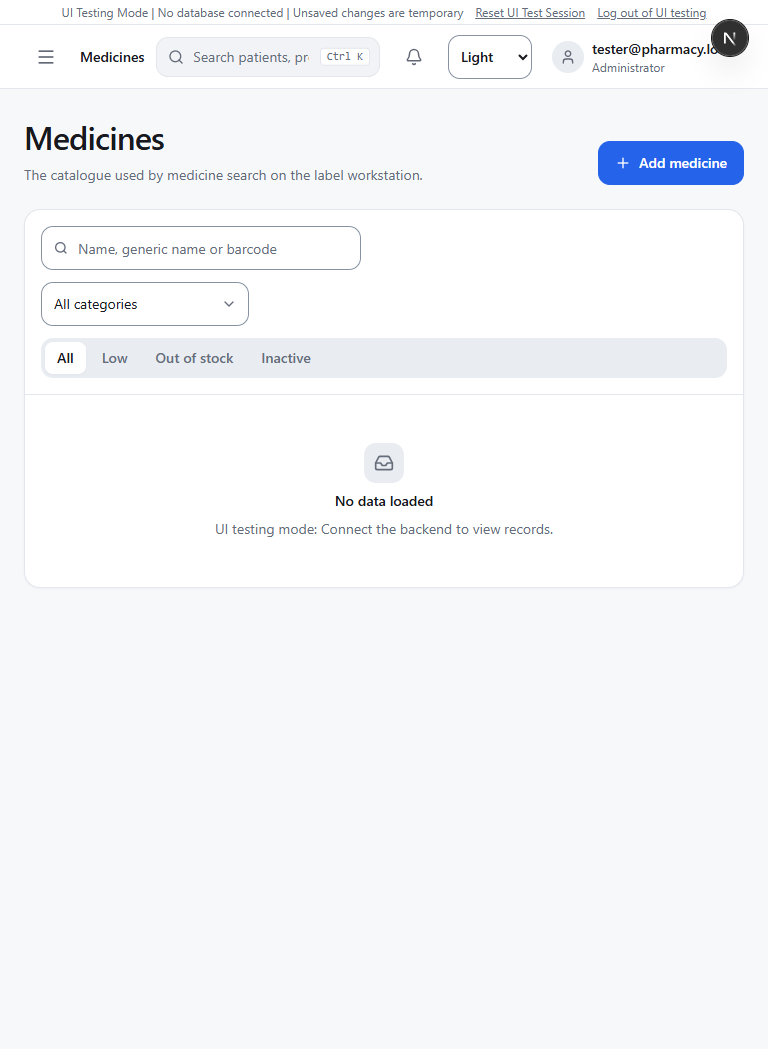 UI Testing Mode | No database connected | Unsaved changes are temporary Reset UI Test Session Log out of UI testing
Medicines Search patients, pr Ctrl K Light tester@pharmacy.lo N
Administrator
Medicines
The catalogue used by medicine search on the label workstation.
Add medicine
Name, generic name or barcode
All categories
All Low Out of stock Inactive
No data loaded
UI testing mode: Connect the backend to view records.